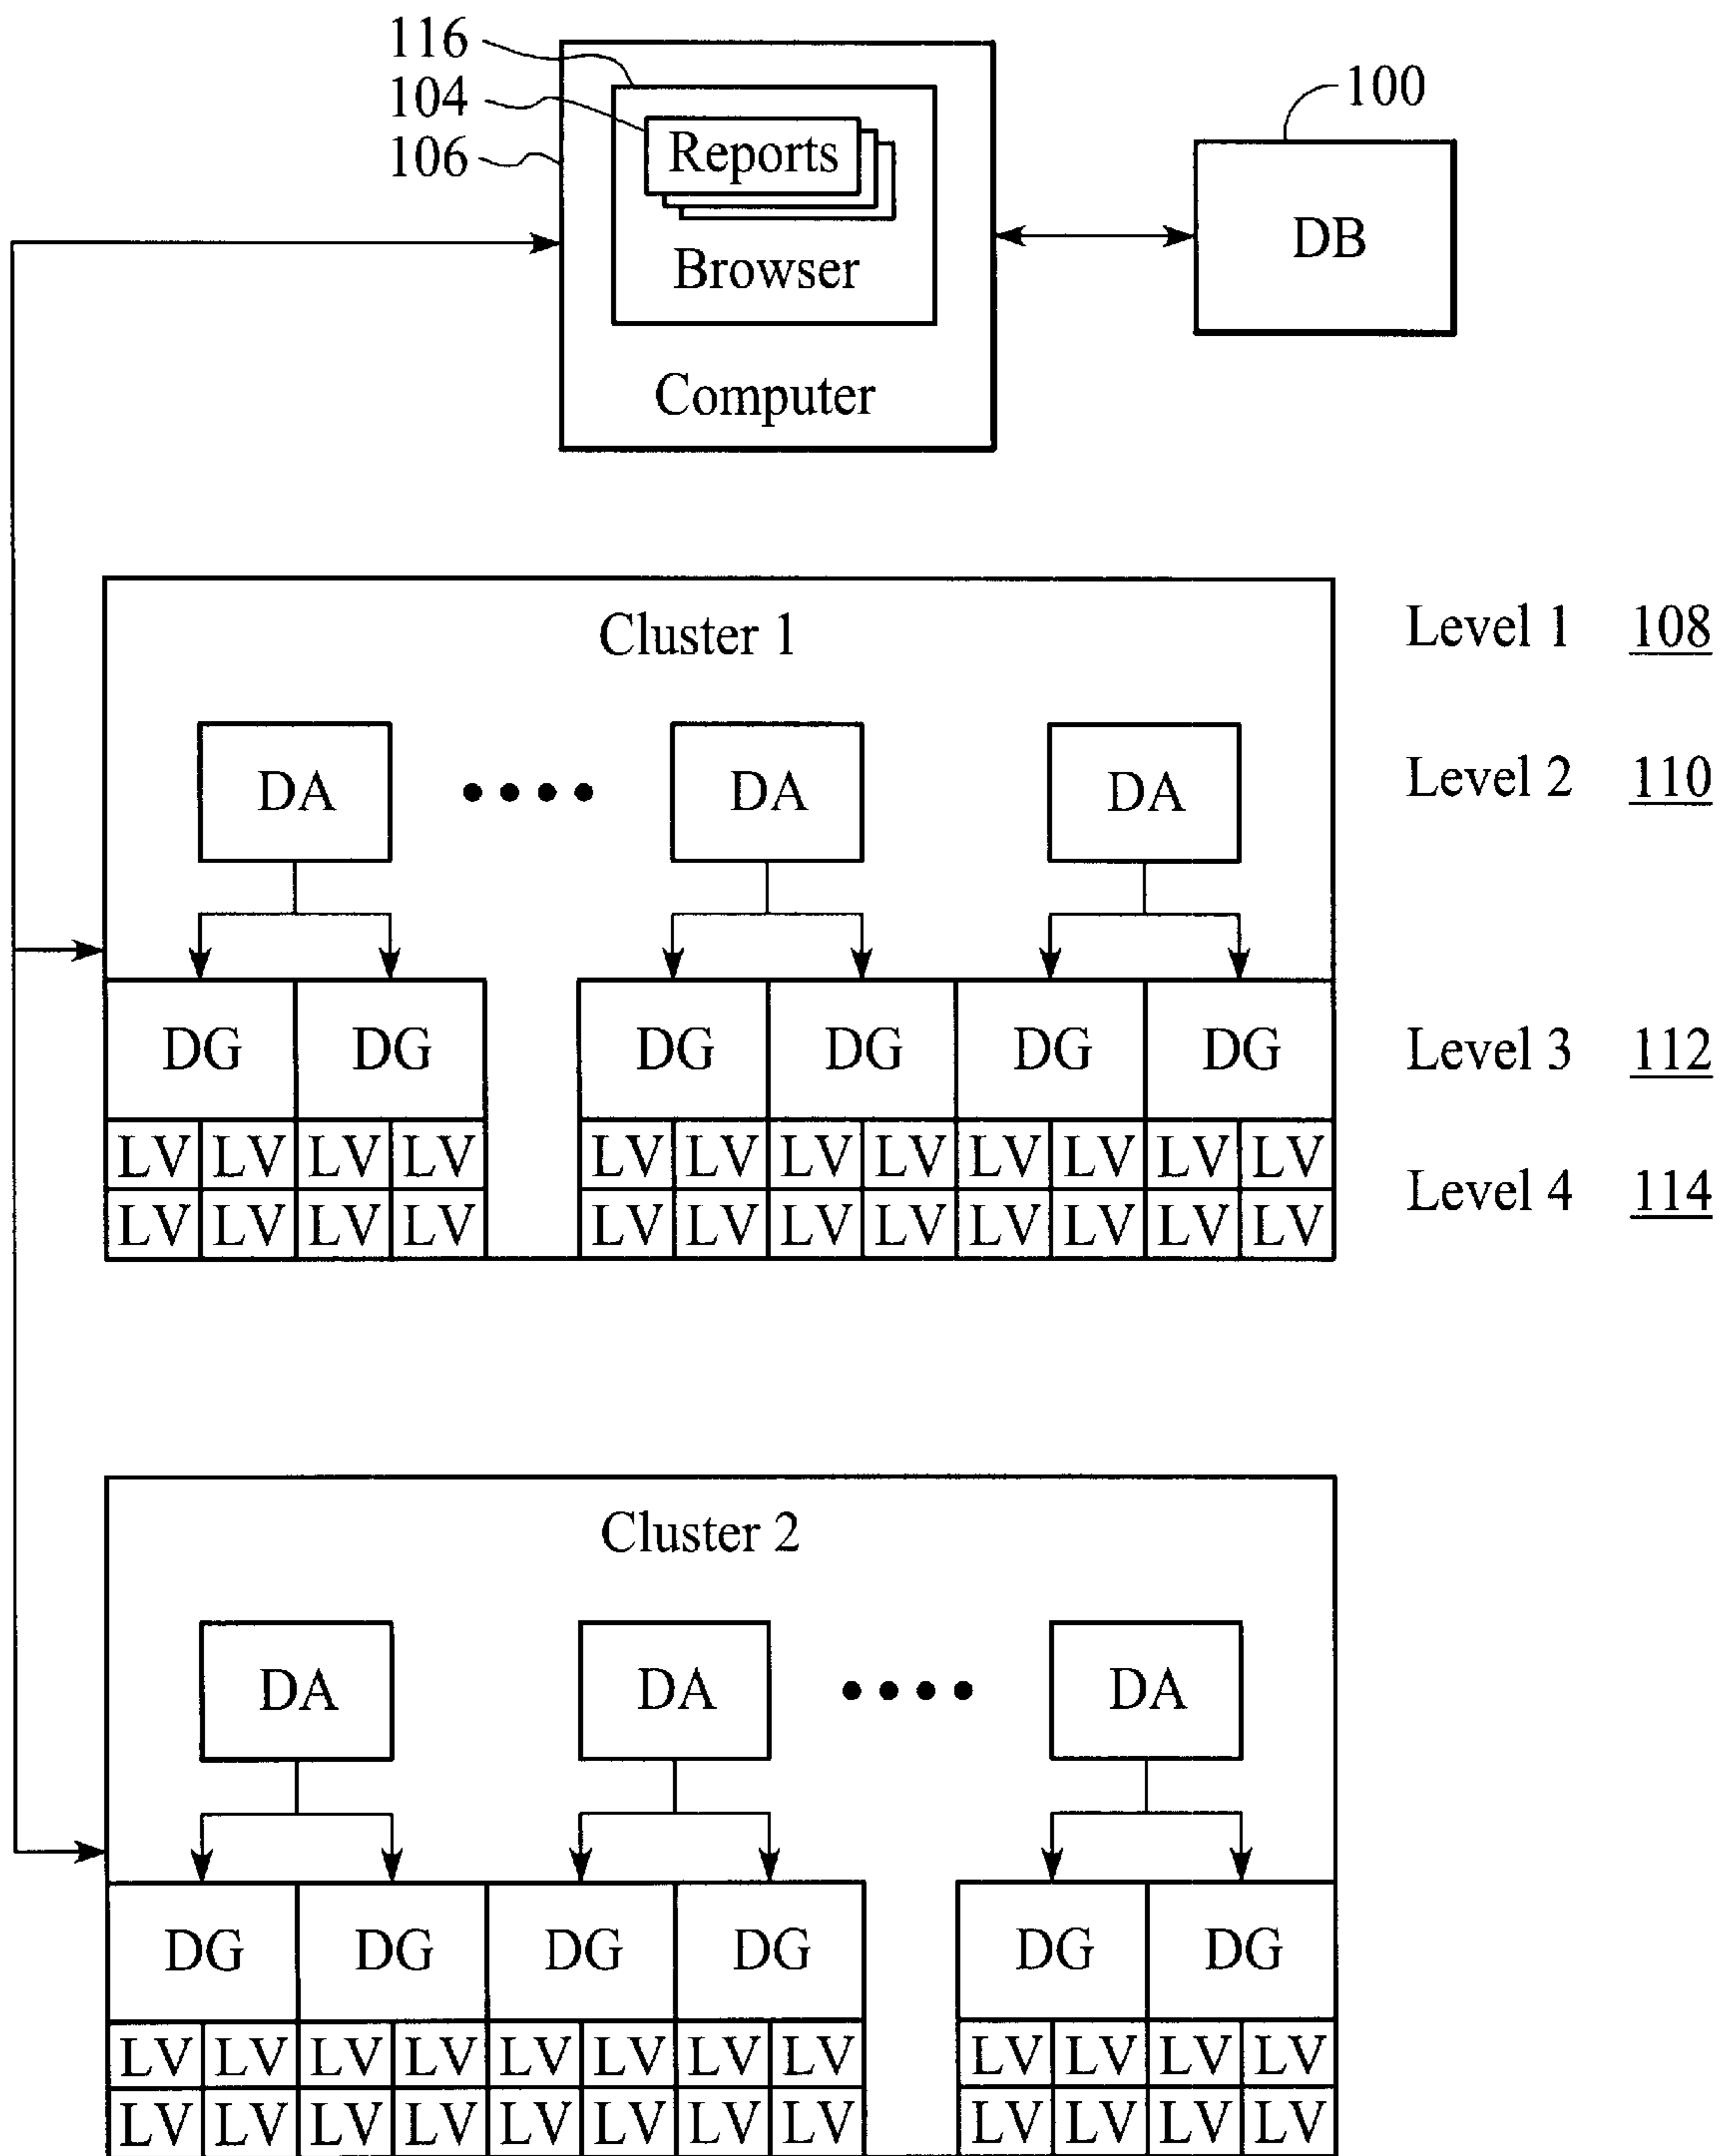 116
104
106
100
Reports
Browser
Computer
DB
Cluster 1
Level 1 108
DA DA DA
Level 2 110
DG DG DG DG DG DG
Level 3 112
LV LV LV LV LV LV LV LV LV LV LV LV
Level 4 114
LV LV LV LV LV LV LV LV LV LV LV LV
Cluster 2
DA DA DA
DG DG DG DG DG DG
LV LV LV LV LV LV LV LV LV LV LV LV
LV LV LV LV LV LV LV LV LV LV LV LV